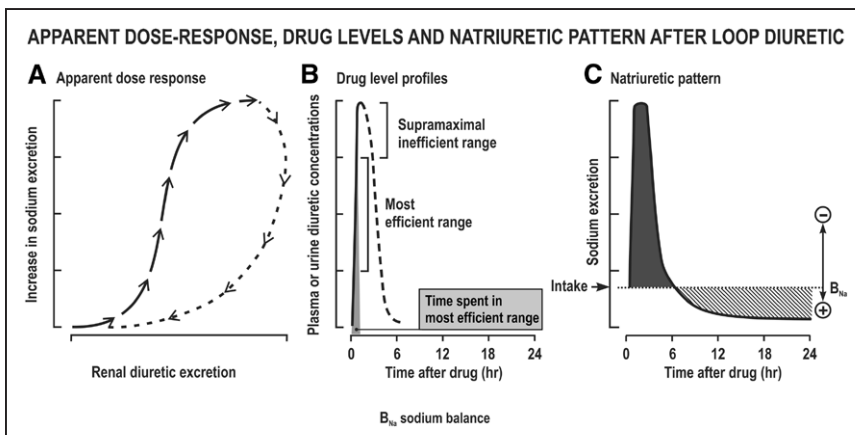 APPARENT DOSE-RESPONSE, DRUG LEVELS AND NATRIURETIC PATTERN AFTER LOOP DIURETIC
A Apparent dose response
Increase in sodium excretion
Renal diuretic excretion
B Drug level profiles
Plasma or urine diuretic concentrations
Supramaximal
inefficient range
Most
efficient range
Time spent in
most efficient range
0 6 12 18 24
Time after drug (hr)
C Natriuretic pattern
Sodium excretion
Intake
−
BNa
+
0 6 12 18 24
Time after drug (hr)
BNa sodium balance